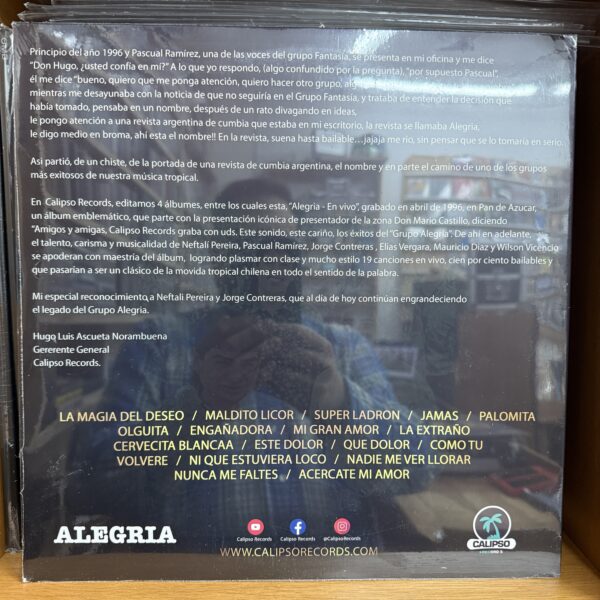 Principio del año 1996 y Pascual Ramírez, una de las voces del grupo Fantasía, se presenta en mi oficina y me dice
"Don Hugo, ¿usted confía en mi?" A lo que yo respondo, (algo confundido por la pregunta), "por supuesto Pascual",
él me dice "bueno, quiero que me ponga atención, quiero hacer otro grupo,
mientras me desayunaba con la noticia de que no seguiría en el Grupo Fantasía, y trataba de entender la decisión que
había tomado, pensaba en un nombre, después de un rato divagando en ideas,
le pongo atención a una revista argentina de cumbia que estaba en mi escritorio, la revista se llamaba Alegría,
le digo medio en broma, ahí esta el nombre!! En la revista, suena hasta bailable…jajaja me rio, sin pensar que se lo tomaría en serio.
Asi partió, de un chiste, de la portada de una revista de cumbia argentina, el nombre y en parte el camino de uno de los grupos
más exitosos de nuestra música tropical.
En Calipso Records, editamos 4 álbumes, entre los cuales esta, "Alegria - En vivo", grabado en abril de 1996, en Pan de Azucar,
un álbum emblemático, que parte con la presentación icónica de presentador de la zona Don Mario Castillo, diciendo
"Amigos y amigas, Calipso Records graba con uds. Este sonido, este cariño, los éxitos del "Grupo Alegría". De ahí en adelante,
el talento, carisma y musicalidad de Neftalí Pereira, Pascual Ramírez, Jorge Contreras , Elias Vergara, Mauricio Diaz y Wilson Vicencio
se apoderan con maestría del álbum, logrando plasmar con clase y mucho estilo 19 canciones en vivo, cien por ciento bailables y
que pasarían a ser un clásico de la movida tropical chilena en todo el sentido de la palabra.
Mi especial reconocimiento, a Neftali Pereira y Jorge Contreras, que al día de hoy continúan engrandeciendo
el legado del Grupo Alegria.
Hugo Luis Ascueta Norambuena
Gererente General
Calipso Records.
LA MAGIA DEL DESEO / MALDITO LICOR / SUPER LADRON / JAMAS / PALOMITA
OLGUITA / ENGAÑADORA / MI GRAN AMOR / LA EXTRAÑO
CERVECITA BLANCAA / ESTE DOLOR / QUE DOLOR / COMO TU
VOLVERE / NI QUE ESTUVIERA LOCO / NADIE ME VER LLORAR
NUNCA ME FALTES / ACERCATE MI AMOR
ALEGRIA
Calipso Records Calipso Records @CalipsoRecords
WWW.CALIPSORECORDS.COM
CALIPSO